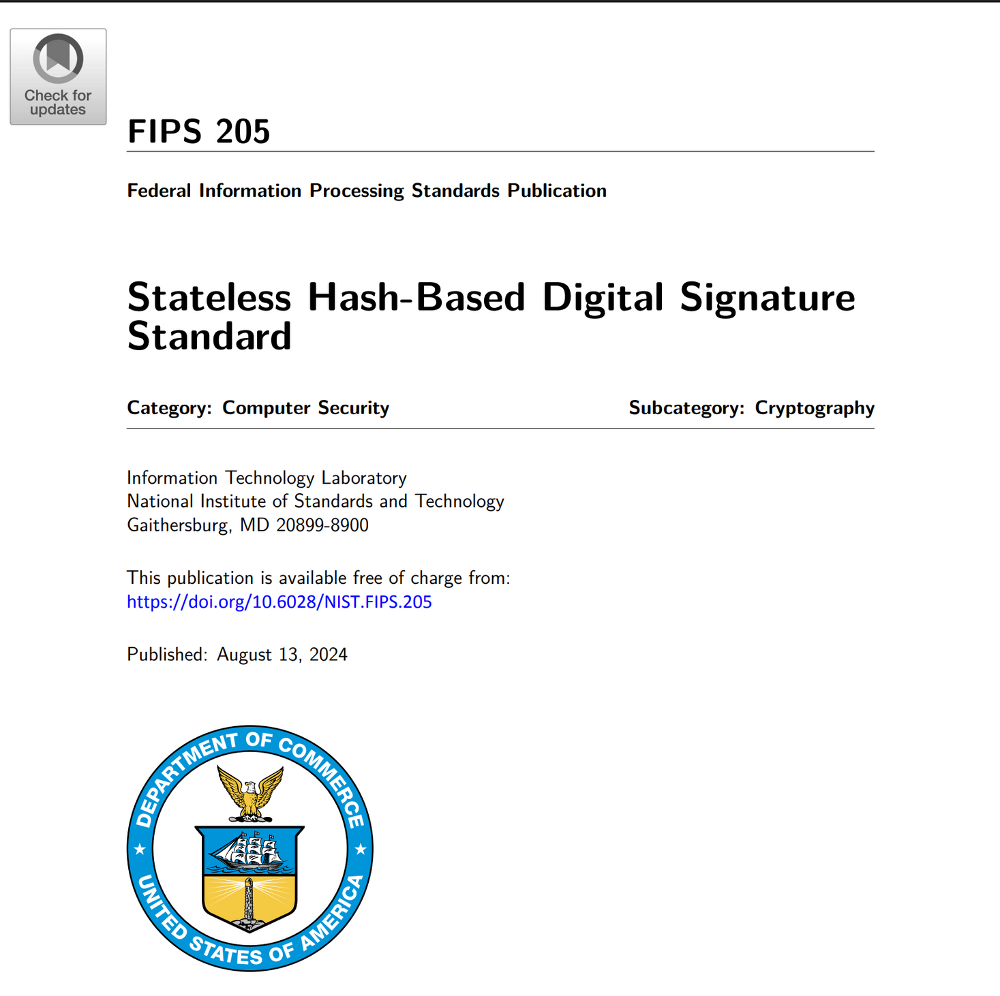 Check for
updates
FIPS 205
Federal Information Processing Standards Publication
Stateless Hash-Based Digital Signature
Standard
Category: Computer Security Subcategory: Cryptography
Information Technology Laboratory
National Institute of Standards and Technology
Gaithersburg, MD 20899-8900
This publication is available free of charge from:
https://doi.org/10.6028/NIST.FIPS.205
Published: August 13, 2024
DEPARTMENT OF COMMERCE
UNITED STATES OF AMERICA